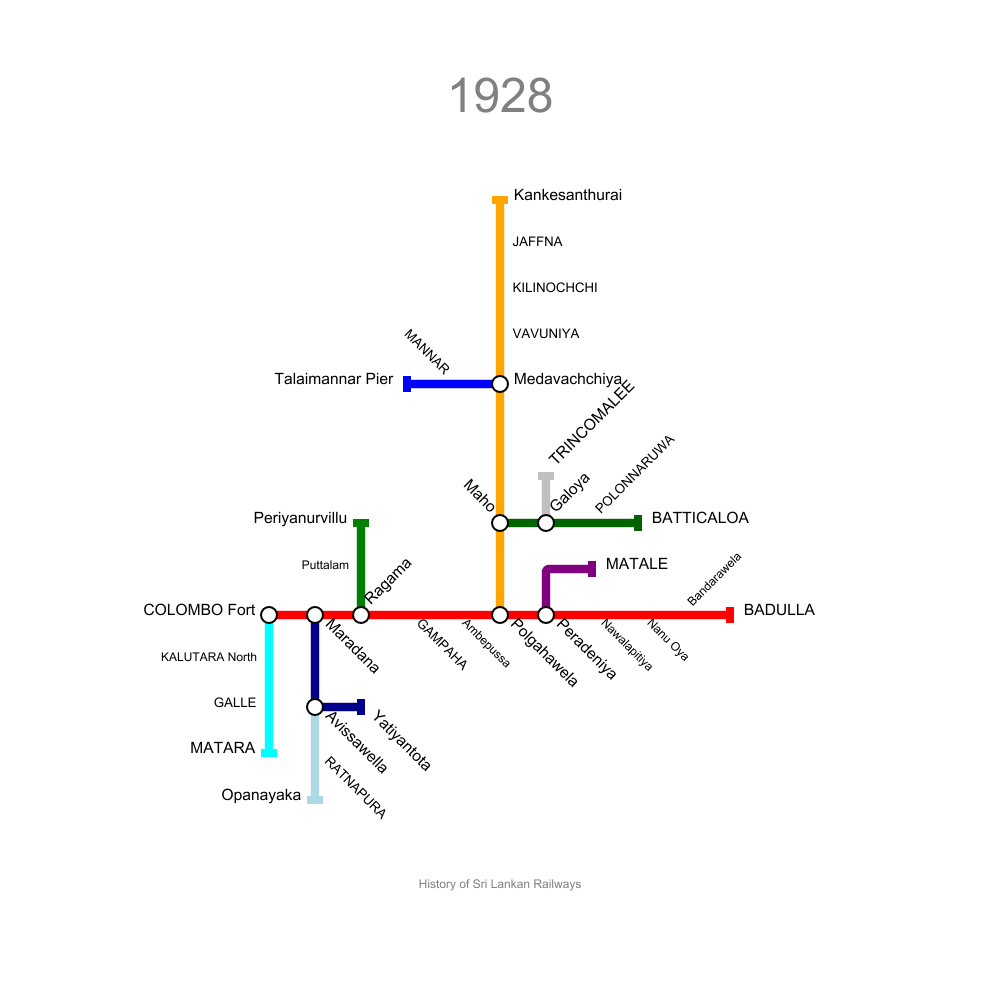 1928
Kankesanthurai
JAFFNA
KILINOCHCHI
VAVUNIYA
MANNAR
Talaimannar Pier
Medavachchiya
TRINCOMALEE
POLONNARUWA
Maho
Galoya
Periyanurvillu
BATTICALOA
Puttalam
Ragama
MATALE
Bandarawela
COLOMBO Fort
BADULLA
Maradana
GAMPAHA
Ambepussa
Polgahawela
Peradeniya
Nawalapitiya
Nanu Oya
KALUTARA North
GALLE
MATARA
Avissawella
Yatiyantota
RATNAPURA
Opanayaka
History of Sri Lankan Railways